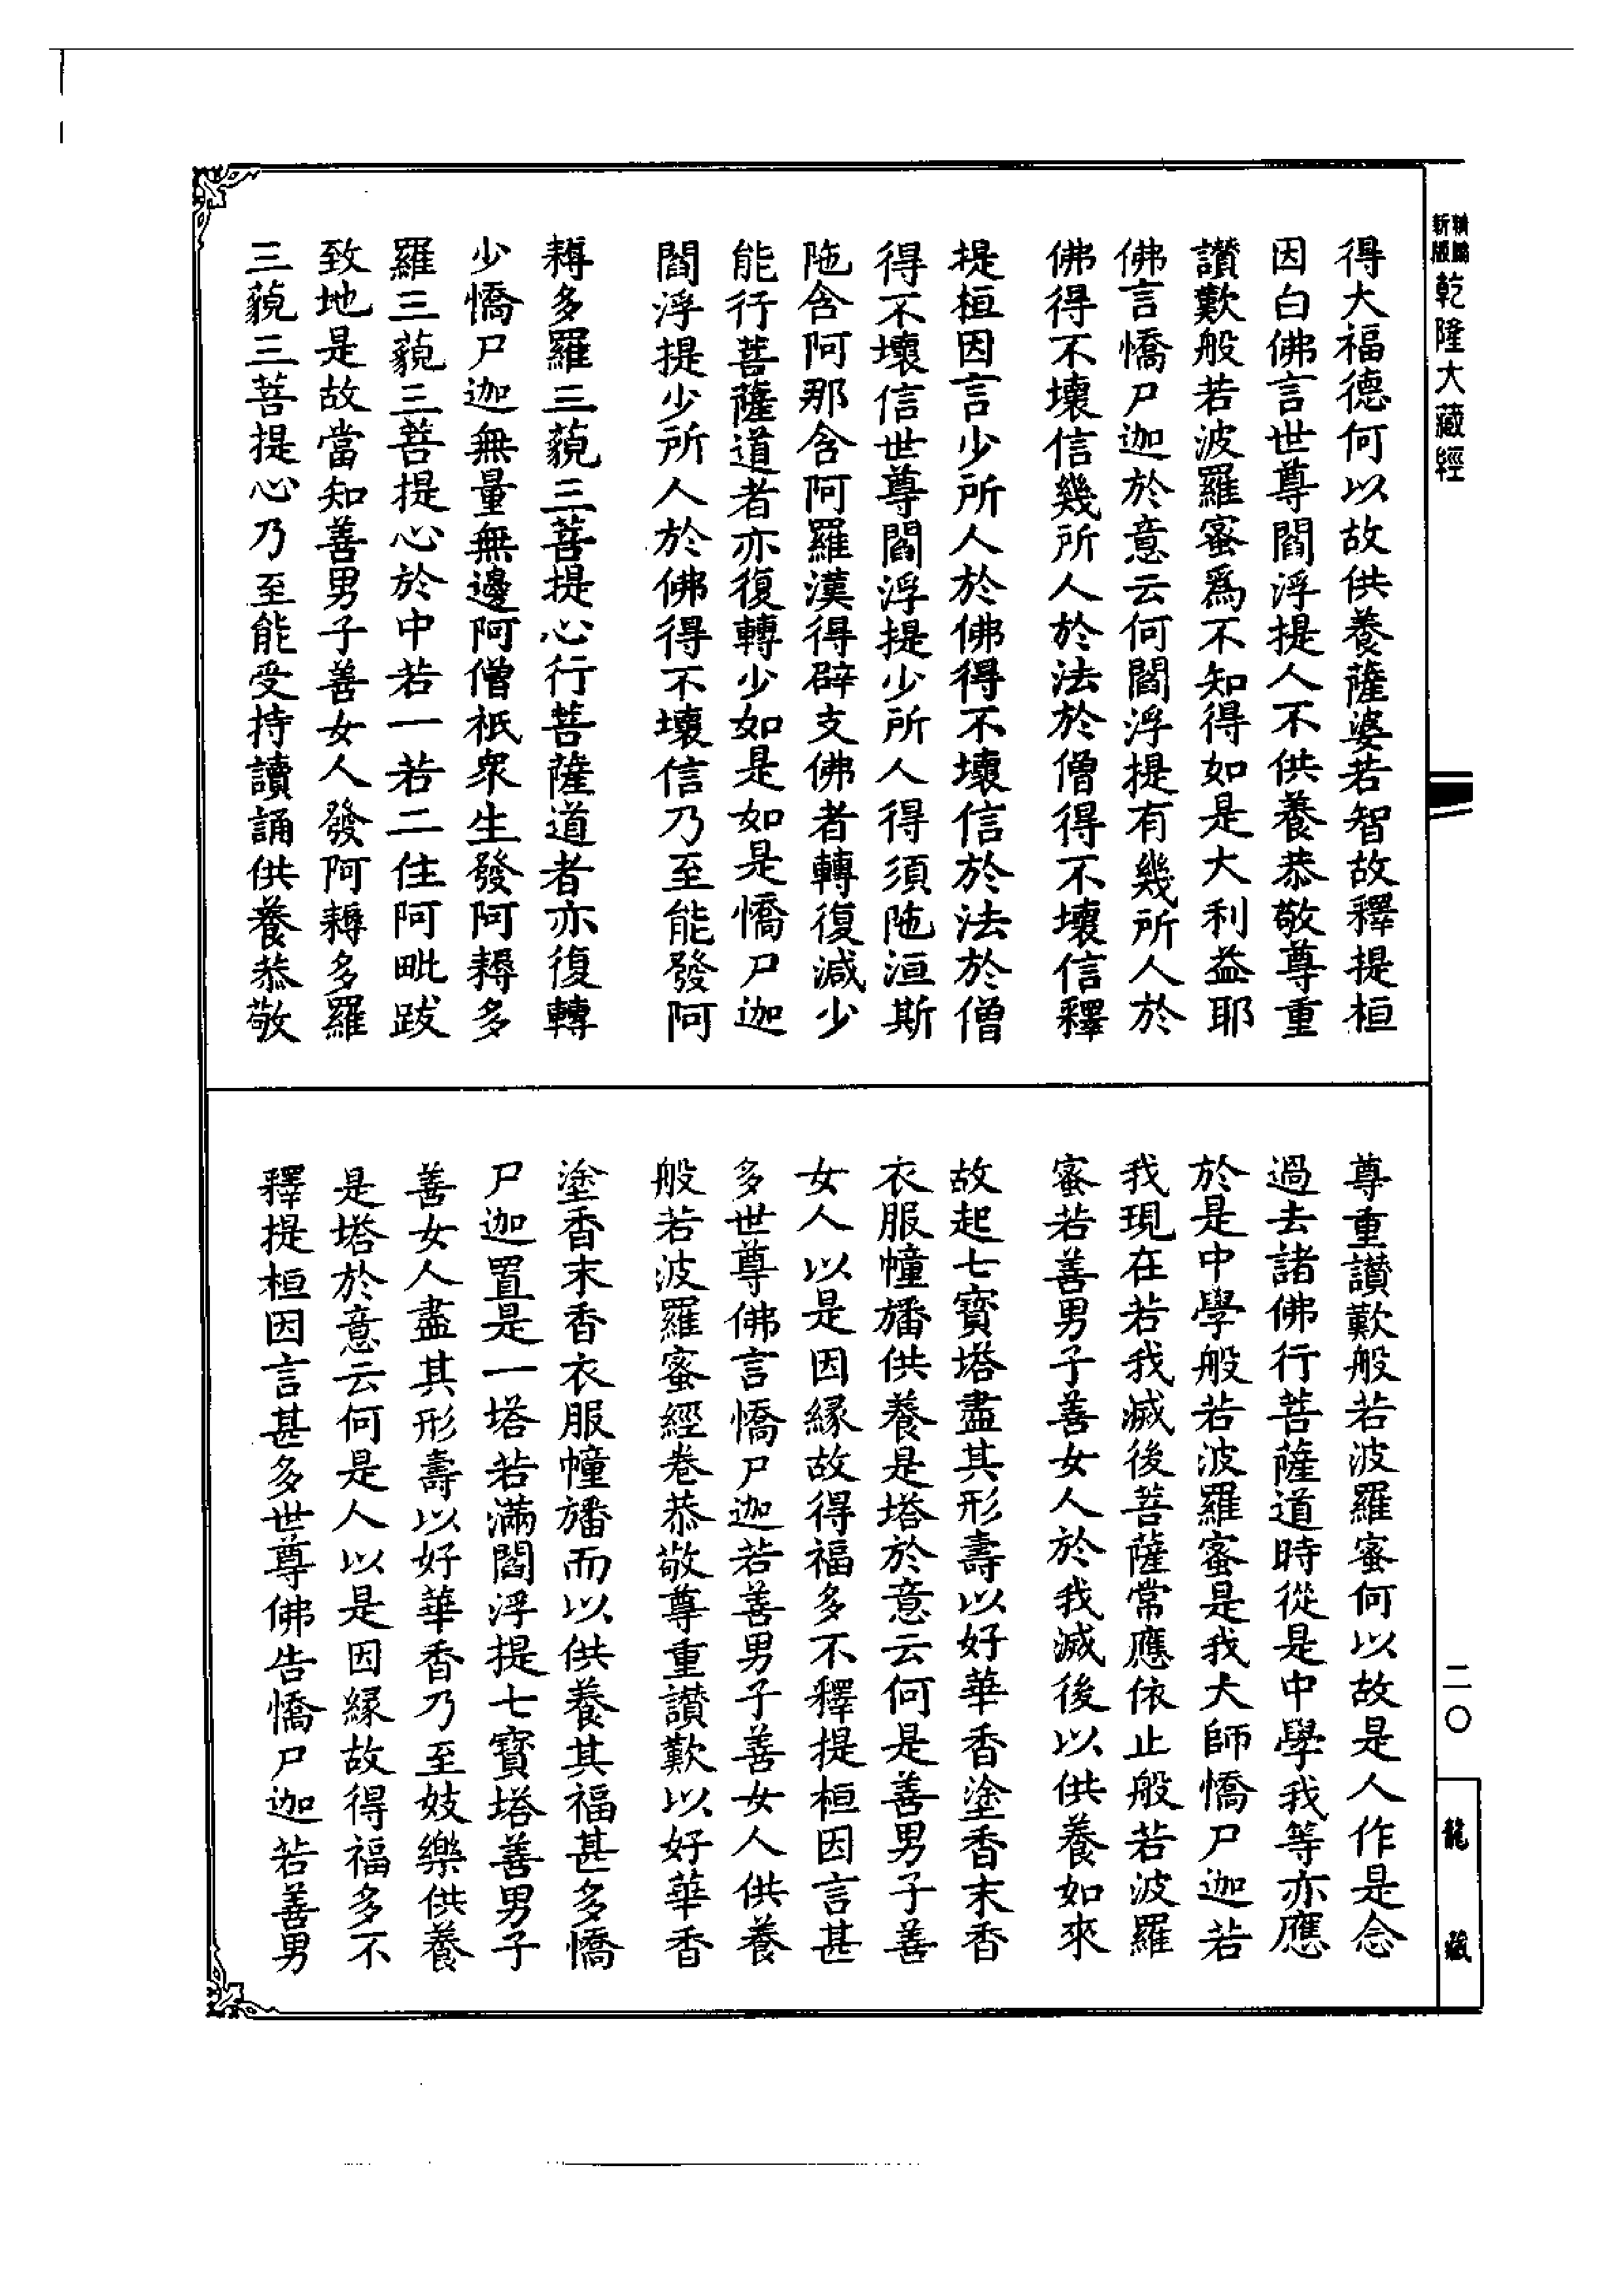 新編新版乾隆大藏經
得大福德何以故供養薩婆若智故釋提桓
因白佛言世尊閻浮提人不供養恭敬尊重
讚歎般若波羅蜜爲不知得如是大利益耶
佛言憍尸迦於意云何閻浮提有幾所人於
佛得不壞信幾所人於法於僧得不壞信釋
提桓因言少所人於佛得不壞信於法於僧
得不壞信世尊閻浮提少所人得須陁洹斯
陁含阿那含阿羅漢得辟支佛者轉復減少
能行菩薩道者亦復轉少如是如是憍尸迦
閻浮提少所人於佛得不壞信乃至能發阿
耨多羅三藐三菩提心行菩薩道者亦復轉
少憍尸迦無量無邊阿僧祇衆生發阿耨多
羅三藐三菩提心於中若一若二住阿毗跋
致地是故當知善男子善女人發阿耨多羅
三藐三菩提心乃至能受持讀誦供養恭敬
尊重讚歎般若波羅蜜何以故是人作是念
過去諸佛行菩薩道時從是中學我等亦應
於是中學般若波羅蜜是我大師憍尸迦若
我現在若我滅後菩薩常應依止般若波羅
蜜若善男子善女人於我滅後以供養如來
故起七寶塔盡其形壽以好華香塗香末香
衣服幢旛供養是塔於意云何是善男子善
女人以是因緣故得福多不釋提桓因言甚
多世尊佛言憍尸迦若善男子善女人供養
般若波羅蜜經卷恭敬尊重讚歎以好華香
塗香末香衣服幢旛而以供養其福甚多憍
尸迦置是一塔若滿閻浮提七寶塔善男子
善女人盡其形壽以好華香乃至妓樂供養
是塔於意云何是人以是因緣故得福多不
釋提桓因言甚多世尊佛告憍尸迦若善男
二〇
龍藏